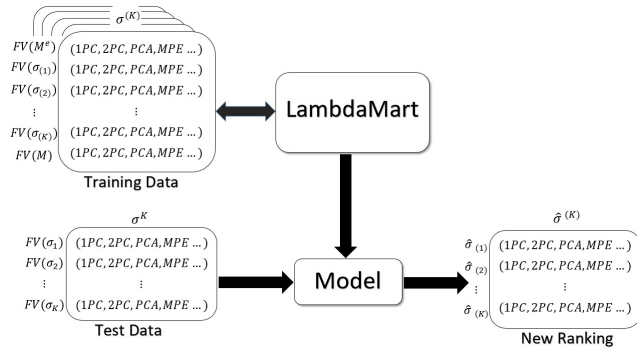 σ^(K)
FV(M^e) (1PC, 2PC, PCA, MPE …)
FV(σ_(1)) (1PC, 2PC, PCA, MPE …)
FV(σ_(2)) (1PC, 2PC, PCA, MPE …)
⋮ ⋮
FV(σ_(K)) (1PC, 2PC, PCA, MPE …)
FV(M) (1PC, 2PC, PCA, MPE …)
Training Data
LambdaMart
σ^K
FV(σ_1) (1PC, 2PC, PCA, MPE …)
FV(σ_2) (1PC, 2PC, PCA, MPE …)
⋮ ⋮
FV(σ_K) (1PC, 2PC, PCA, MPE …)
Test Data
Model
σ̂^(K)
σ̂_(1) (1PC, 2PC, PCA, MPE …)
σ̂_(2) (1PC, 2PC, PCA, MPE …)
⋮ ⋮
σ̂_(K) (1PC, 2PC, PCA, MPE …)
New Ranking